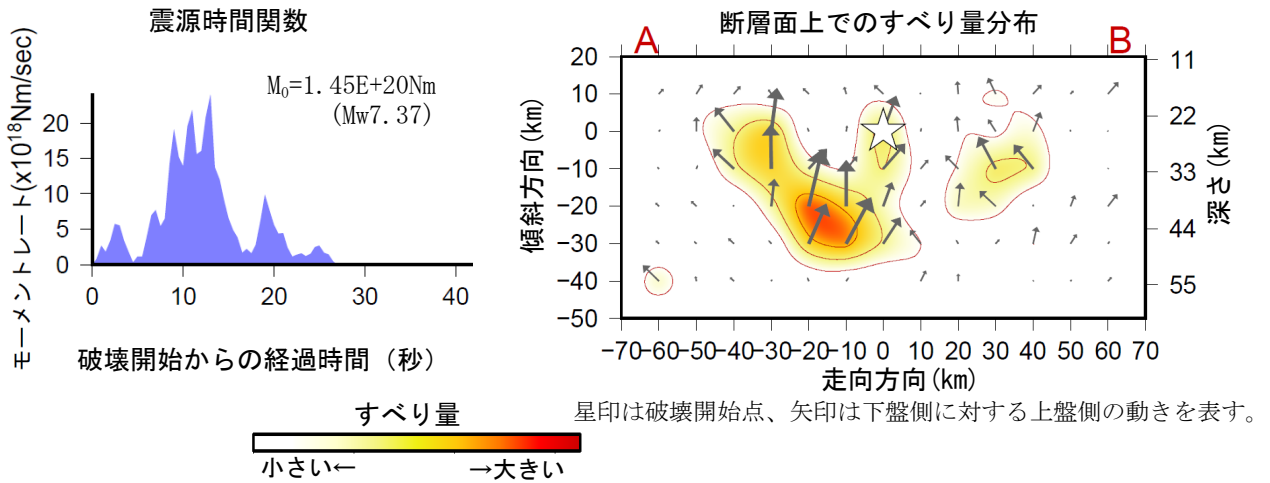 震源時間関数
モーメントレート(x10¹⁸Nm/sec)
M₀=1.45E+20Nm
(Mw7.37)
20
15
10
5
0
0 10 20 30 40
破壊開始からの経過時間（秒）
断層面上でのすべり量分布
A B
傾斜方向(km)
20
10
0
−10
−20
−30
−40
−50
11
22
33
44
55
深さ(km)
−70−60−50−40−30−20−10 0 10 20 30 40 50 60 70
走向方向(km)
星印は破壊開始点、矢印は下盤側に対する上盤側の動きを表す。
すべり量
小さい← →大きい